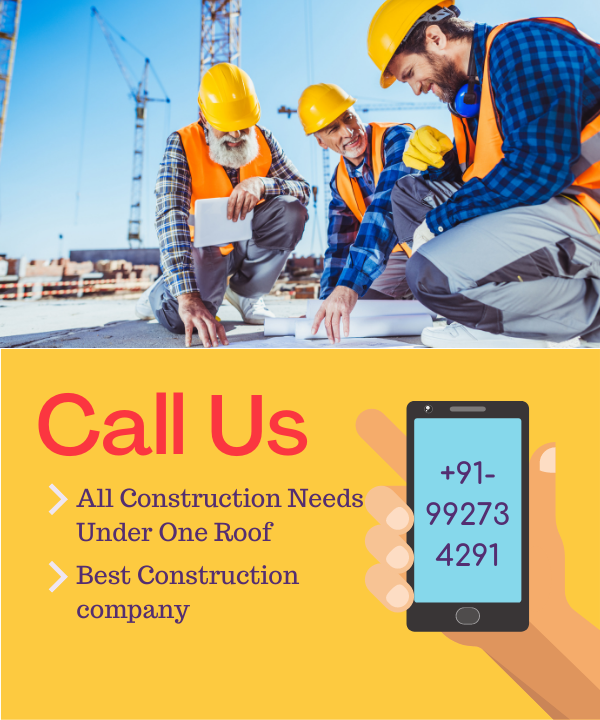 Call Us
All Construction Needs
Under One Roof
Best Construction
company
+91-
99273
4291